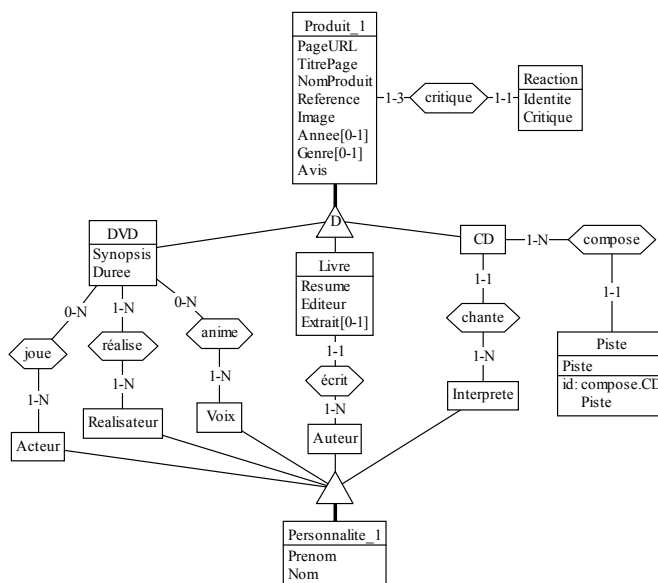 Produit_1
PageURL
TitrePage
NomProduit
Reference
Image
Annee[0-1]
Genre[0-1]
Avis
1-3
critique
1-1
Reaction
Identite
Critique
D
DVD
Synopsis
Duree
Livre
Resume
Editeur
Extrait[0-1]
CD
1-N
compose
1-1
Piste
Piste
id: compose.CD
Piste
0-N
joue
1-N
Acteur
1-N
réalise
1-N
Realisateur
0-N
anime
1-N
Voix
1-1
écrit
1-N
Auteur
1-1
chante
1-N
Interprete
Personnalite_1
Prenom
Nom